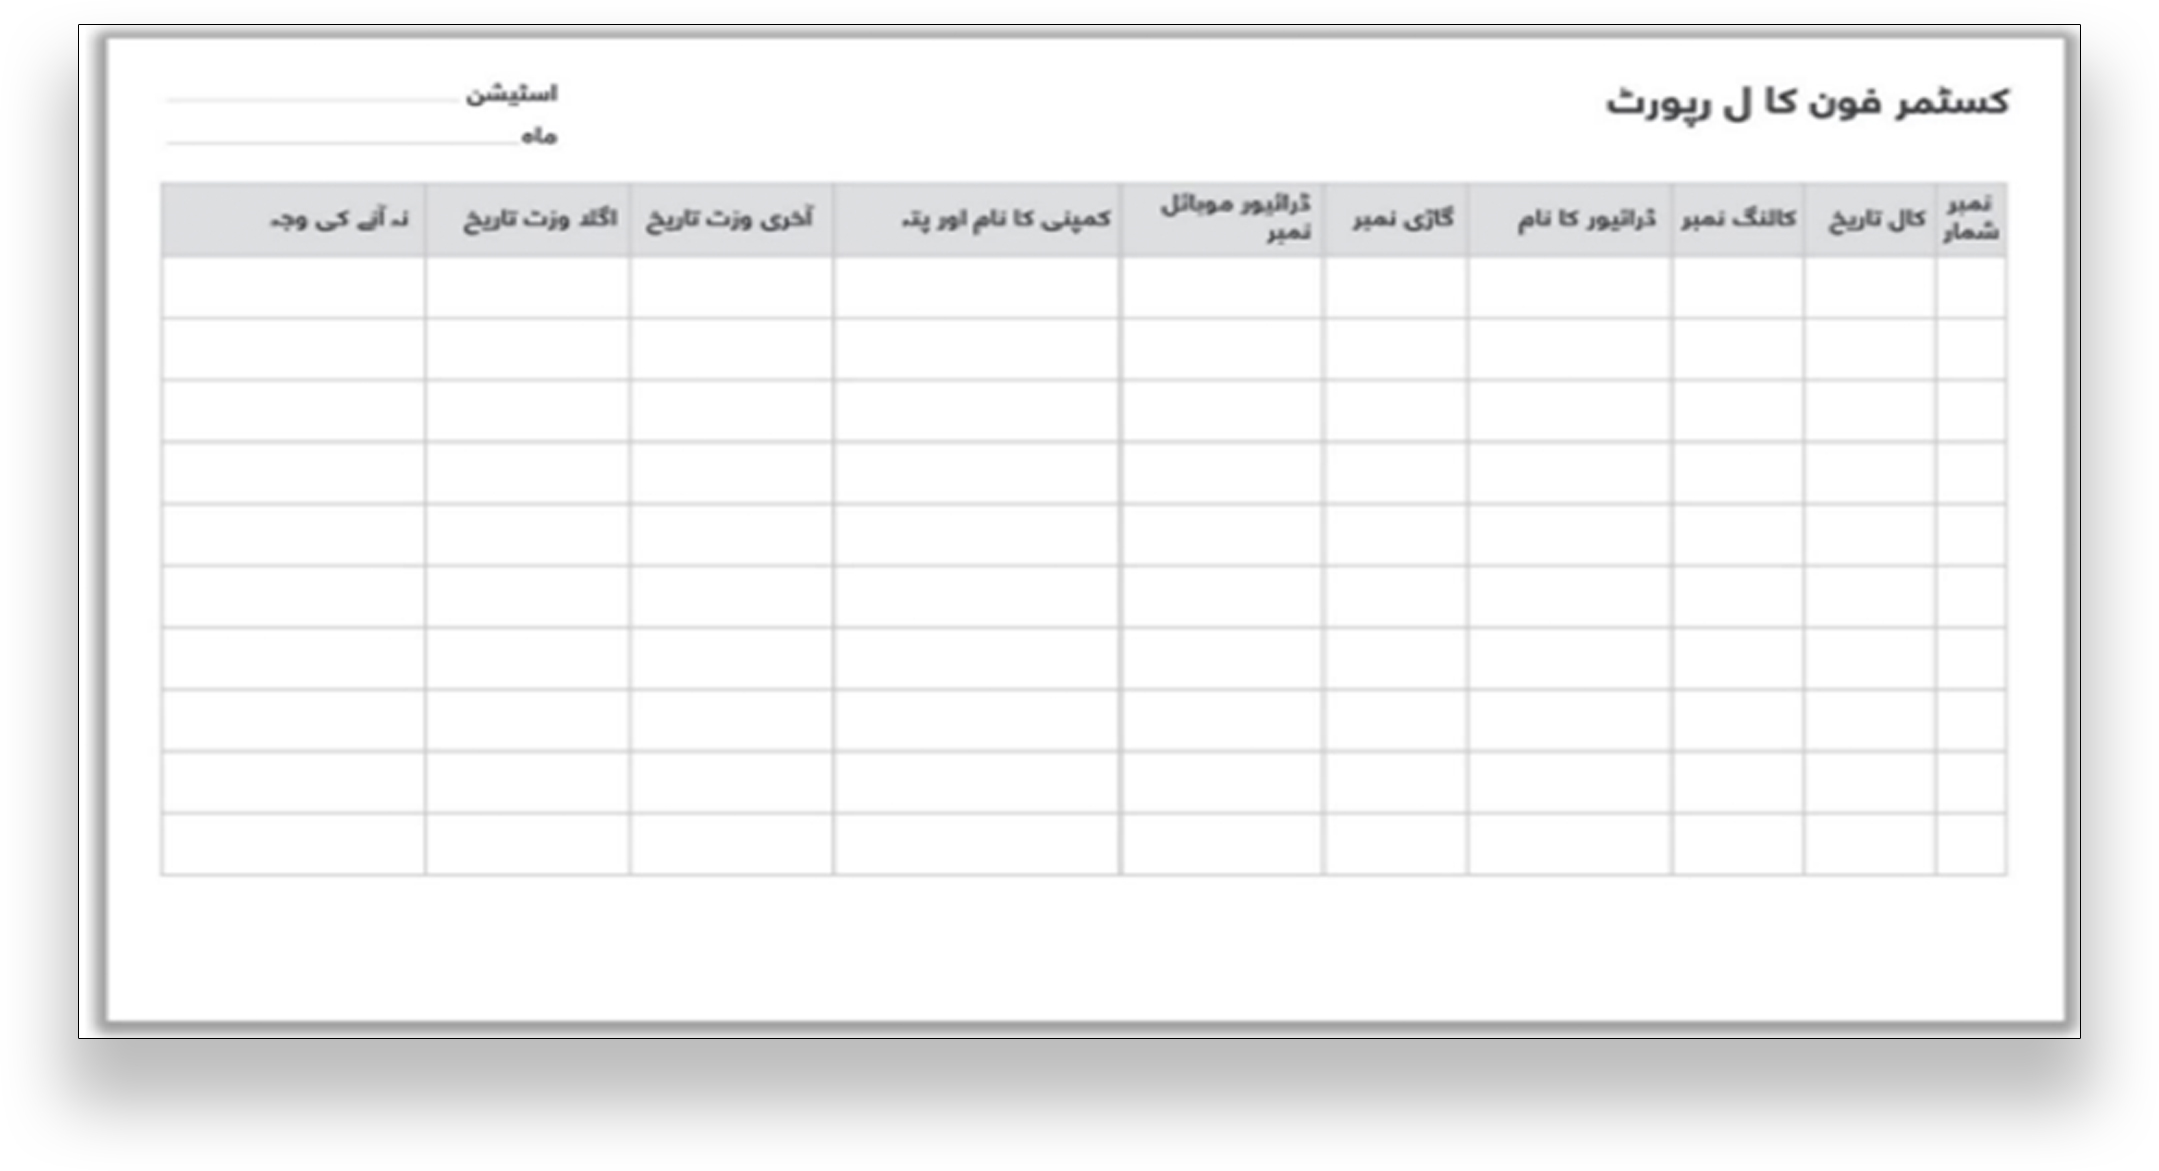 کسٹمر فون کا ل رپورٹ
اسٹیشن
ماہ
نمبر شمار
کال تاریخ
کالنگ نمبر
ڈرائیور کا نام
گاڑی نمبر
ڈرائیور موبائل
نمبر
کمپنی کا نام اور پتہ
آخری وزٹ تاریخ
اگلا وزٹ تاریخ
نہ آنے کی وجہ